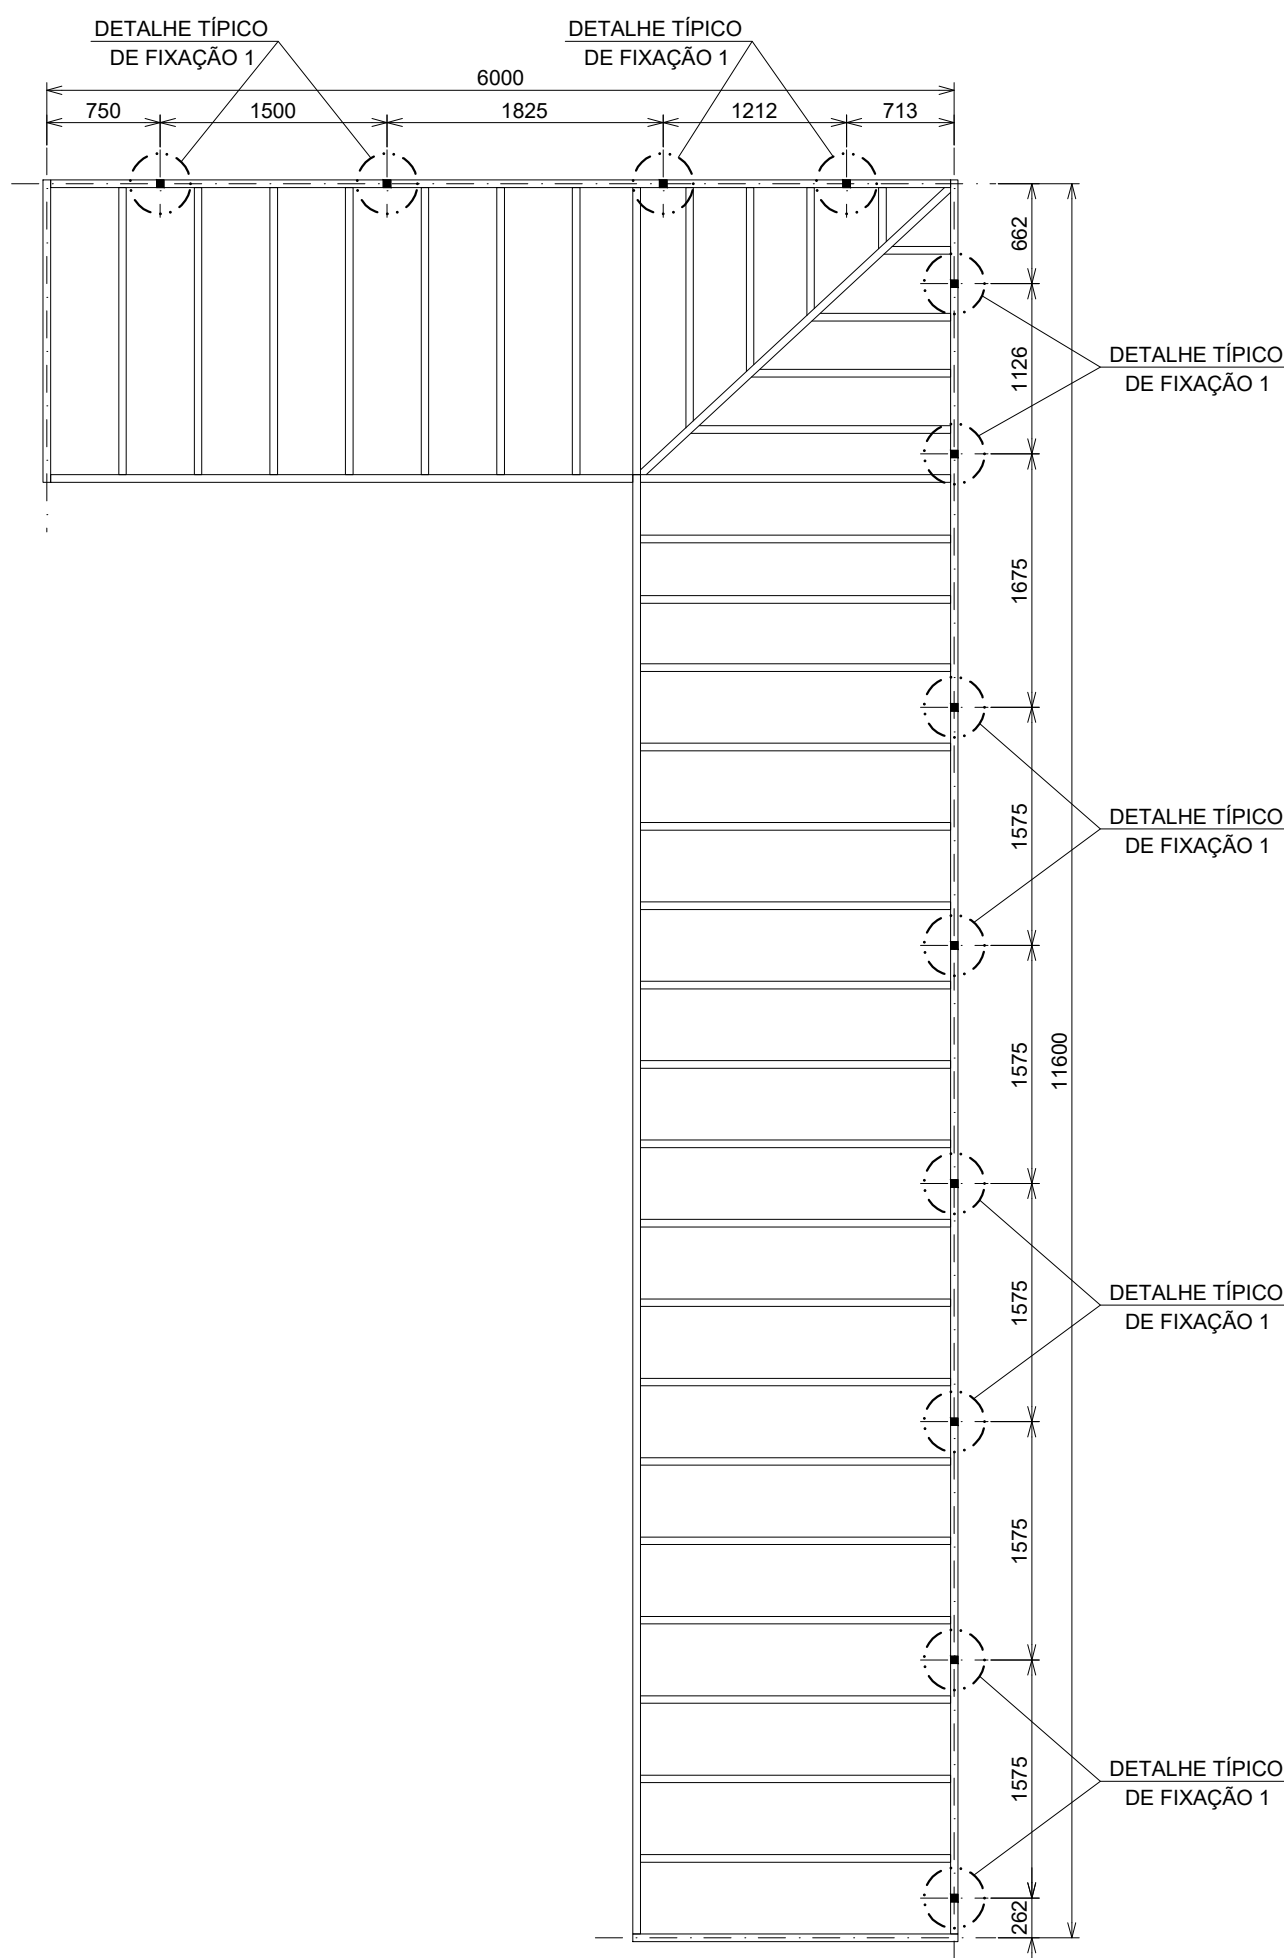 DETALHE TÍPICO
DE FIXAÇÃO 1
DETALHE TÍPICO
DE FIXAÇÃO 1
6000
750
1500
1825
1212
713
662
1126
DETALHE TÍPICO
DE FIXAÇÃO 1
1675
1575
DETALHE TÍPICO
DE FIXAÇÃO 1
1575
11600
1575
DETALHE TÍPICO
DE FIXAÇÃO 1
1575
1575
DETALHE TÍPICO
DE FIXAÇÃO 1
262